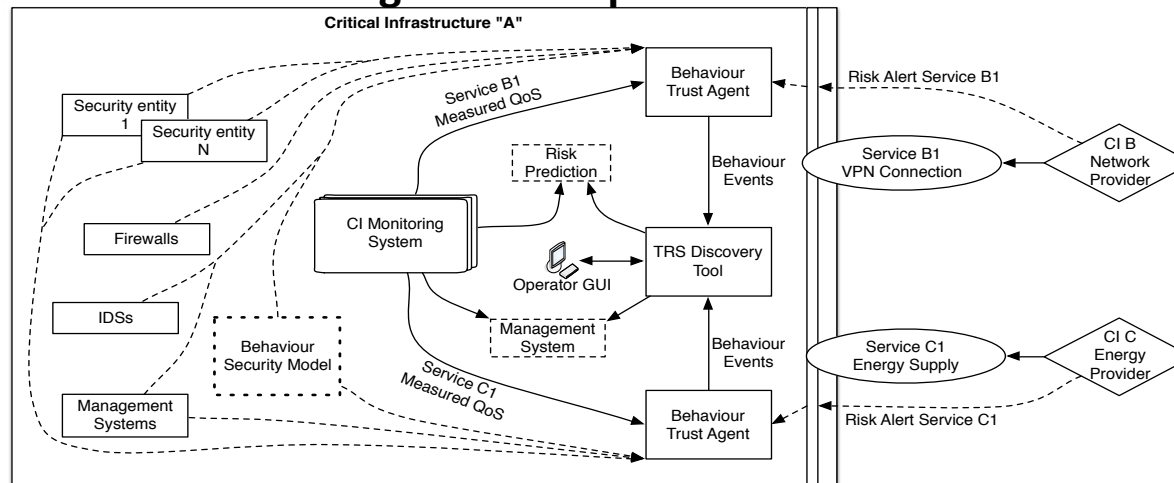 Critical Infrastructure "A"
Security entity
1
Security entity
N
Firewalls
IDSs
Management
Systems
Behaviour
Security Model
CI Monitoring
System
Service B1
Measured QoS
Service C1
Measured QoS
Risk
Prediction
Operator GUI
Management
System
Behaviour
Trust Agent
Behaviour
Events
TRS Discovery
Tool
Behaviour
Events
Behaviour
Trust Agent
Risk Alert Service B1
Service B1
VPN Connection
CI B
Network
Provider
Service C1
Energy Supply
CI C
Energy
Provider
Risk Alert Service C1